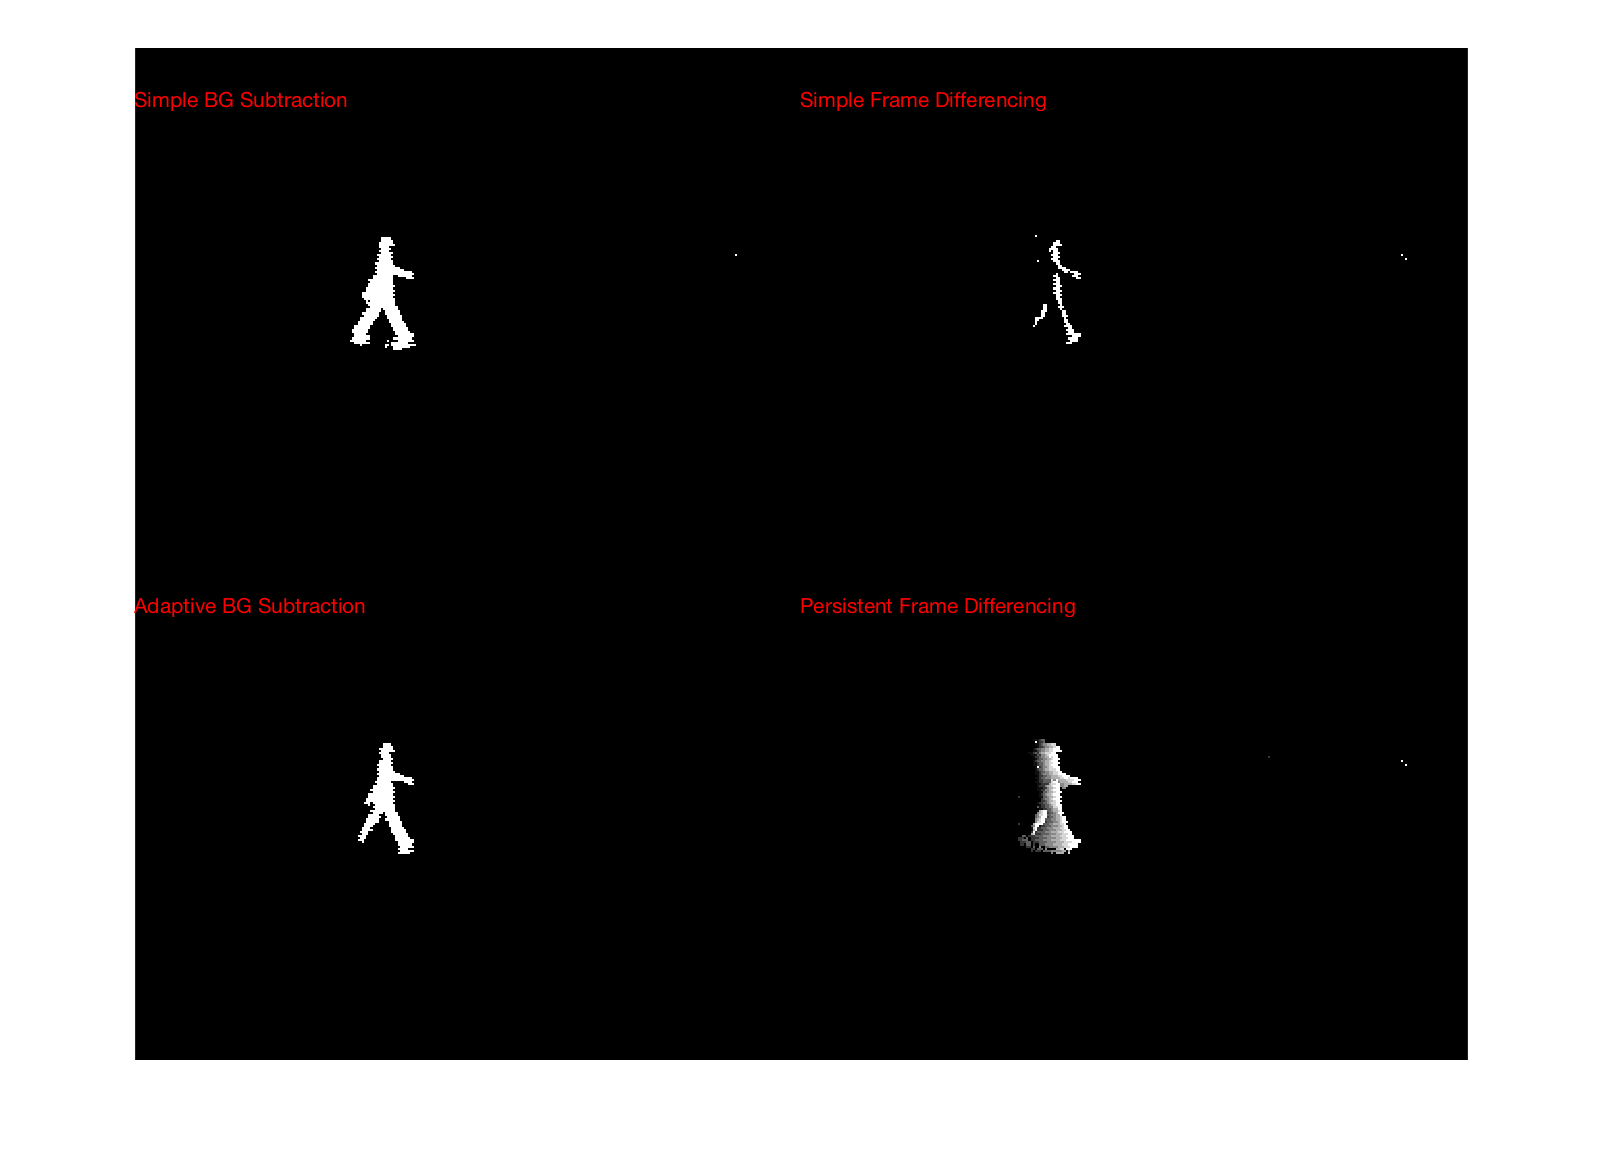 Simple BG Subtraction
Simple Frame Differencing
Adaptive BG Subtraction
Persistent Frame Differencing